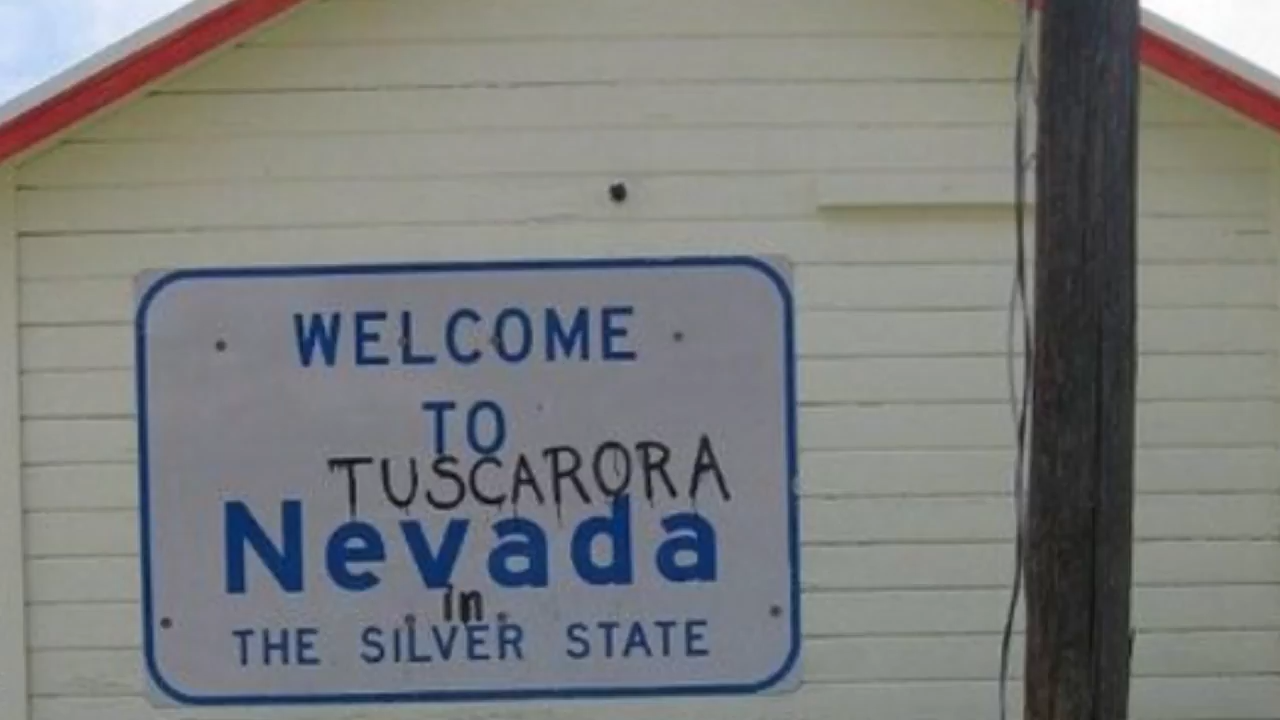 WELCOME
TO
TUSCARORA
Nevada
in
THE SILVER STATE